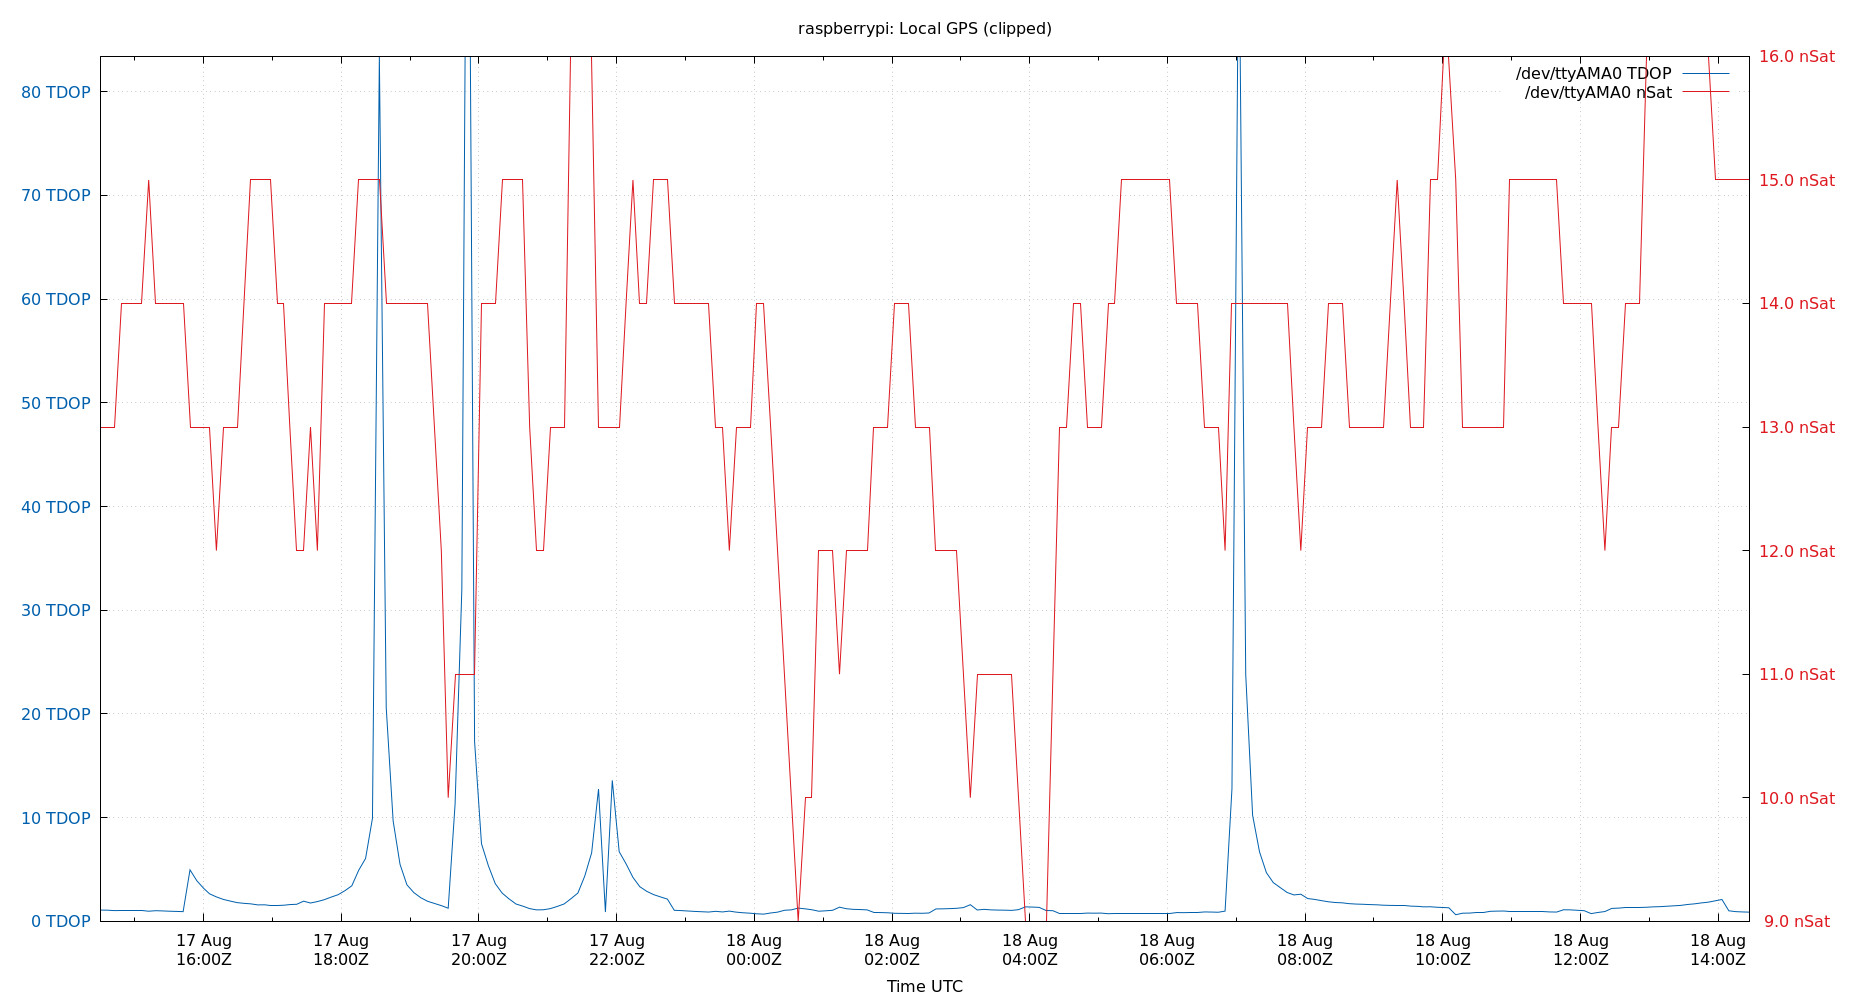 raspberrypi: Local GPS (clipped)
/dev/ttyAMA0 TDOP
/dev/ttyAMA0 nSat
80 TDOP
70 TDOP
60 TDOP
50 TDOP
40 TDOP
30 TDOP
20 TDOP
10 TDOP
0 TDOP
16.0 nSat
15.0 nSat
14.0 nSat
13.0 nSat
12.0 nSat
11.0 nSat
10.0 nSat
9.0 nSat
17 Aug
16:00Z
17 Aug
18:00Z
17 Aug
20:00Z
17 Aug
22:00Z
18 Aug
00:00Z
18 Aug
02:00Z
18 Aug
04:00Z
18 Aug
06:00Z
18 Aug
08:00Z
18 Aug
10:00Z
18 Aug
12:00Z
18 Aug
14:00Z
Time UTC